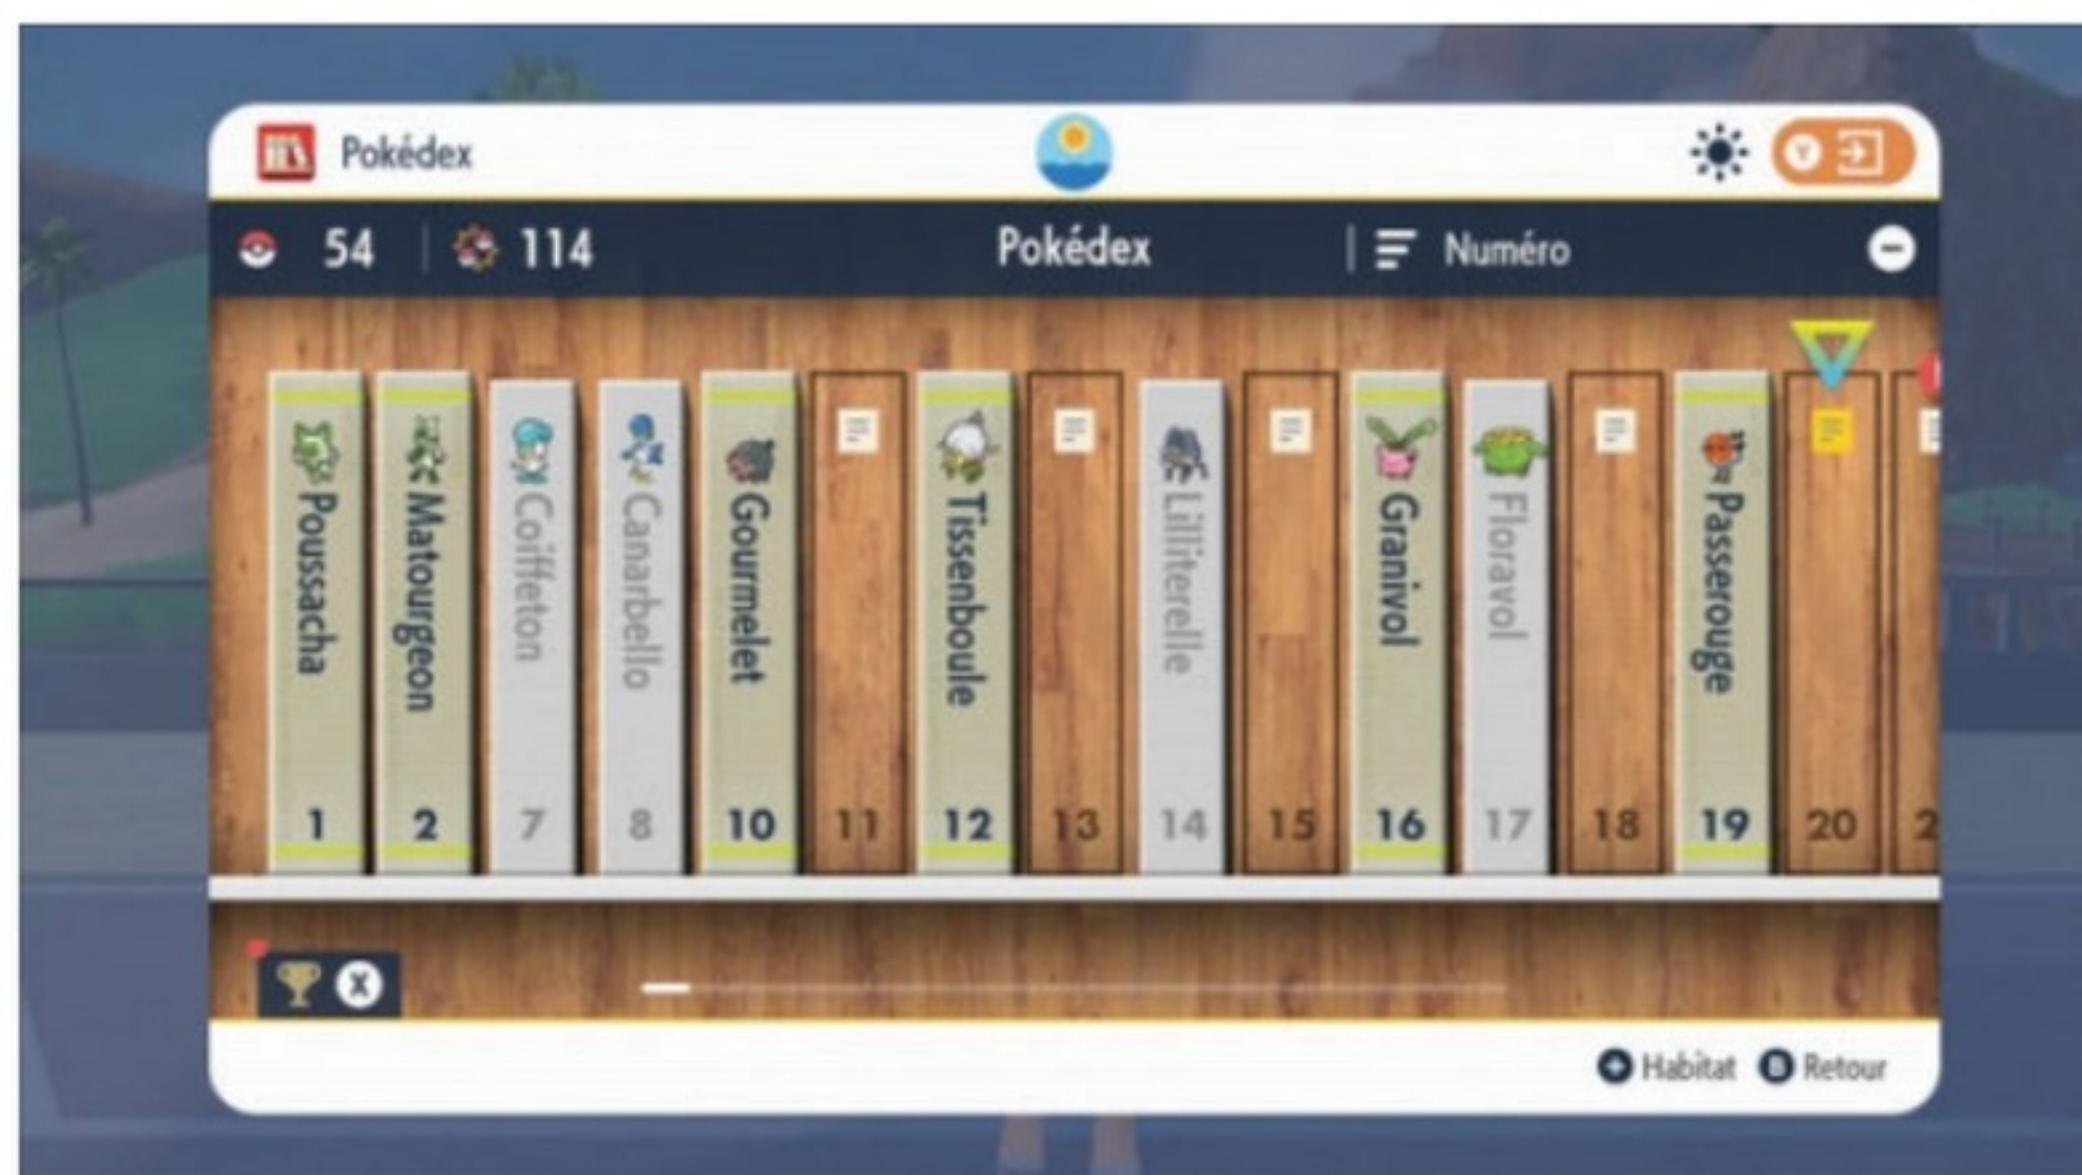 Pokédex
Y
54
114
Pokédex
Numéro
Poussacha
Matourgeon
Coiffeton
Canarbello
Gourmelet
Tissenboule
Lilliterelle
Granivol
Floravol
Passerouge
1 2 7 8 10 11 12 13 14 15 16 17 18 19 20
X
Habitat
B Retour